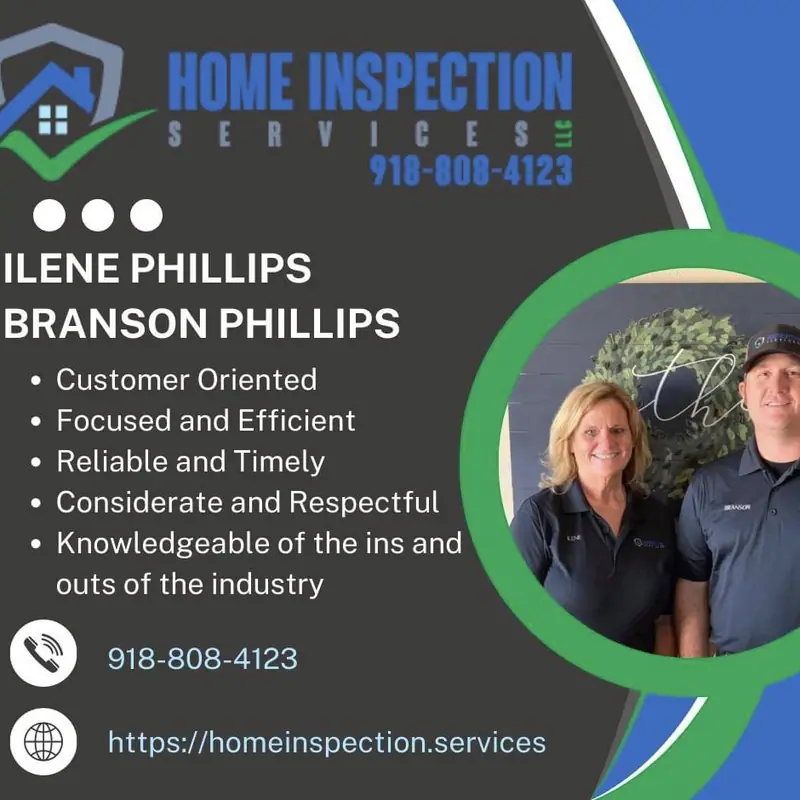 HOME INSPECTION
SERVICES LLC
918-808-4123
ILENE PHILLIPS
BRANSON PHILLIPS
• Customer Oriented
• Focused and Efficient
• Reliable and Timely
• Considerate and Respectful
• Knowledgeable of the ins and
outs of the industry
918-808-4123
https://homeinspection.services
BRANSON